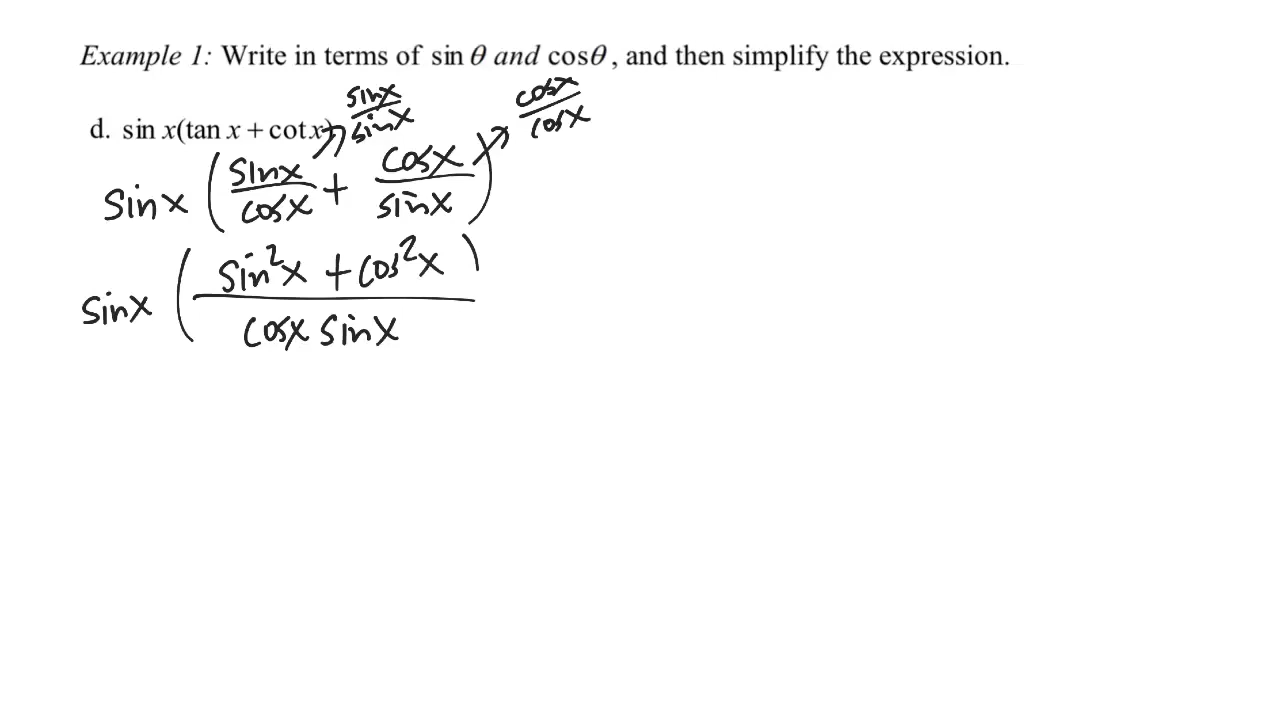 Example 1: Write in terms of sin θ and cosθ, and then simplify the expression.
sinx/sinx
cosx/cosx
d. sin x(tan x + cot x)
sinx (sinx/cosx + cosx/sinx)
sinx (sin²x + cos²x / cosx sinx)